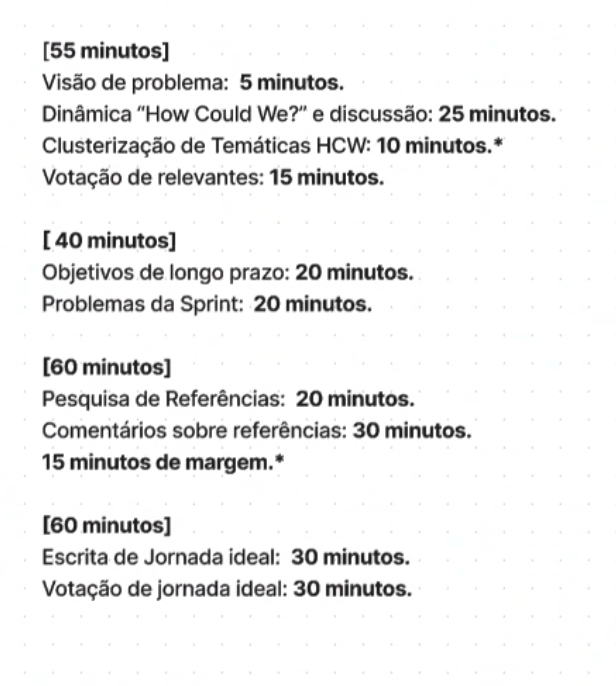 [55 minutos]
Visão de problema: 5 minutos.
Dinâmica “How Could We?” e discussão: 25 minutos.
Clusterização de Temáticas HCW: 10 minutos.*
Votação de relevantes: 15 minutos.
[ 40 minutos]
Objetivos de longo prazo: 20 minutos.
Problemas da Sprint: 20 minutos.
[60 minutos]
Pesquisa de Referências: 20 minutos.
Comentários sobre referências: 30 minutos.
15 minutos de margem.*
[60 minutos]
Escrita de Jornada ideal: 30 minutos.
Votação de jornada ideal: 30 minutos.